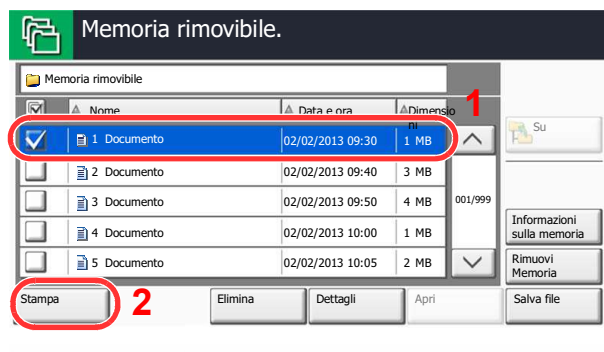 Memoria rimovibile.
Memoria rimovibile
Nome Data e ora Dimensio
ni
1
1 Documento 02/02/2013 09:30 1 MB
Su
2 Documento 02/02/2013 09:40 3 MB
3 Documento 02/02/2013 09:50 4 MB
001/999
4 Documento 02/02/2013 10:00 1 MB
Informazioni
sulla memoria
5 Documento 02/02/2013 10:05 2 MB
Rimuovi
Memoria
Stampa
2
Elimina
Dettagli
Apri
Salva file